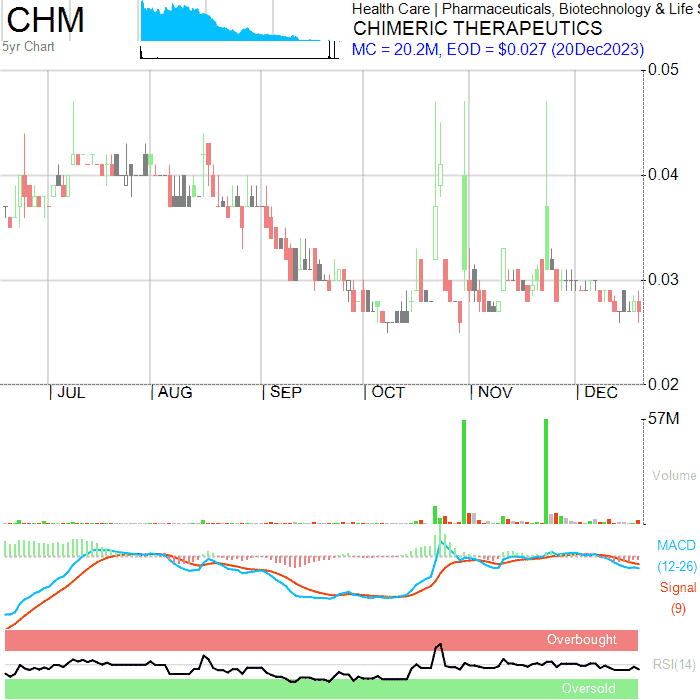 CHM
5yr Chart
Health Care | Pharmaceuticals, Biotechnology & Life S
CHIMERIC THERAPEUTICS
MC = 20.2M, EOD = $0.027 (20Dec2023)
0.05
0.04
0.03
0.02
| JUL | AUG | SEP | OCT | NOV | DEC
57M
Volume
MACD
(12-26)
Signal
(9)
Overbought
RSI(14)
Oversold